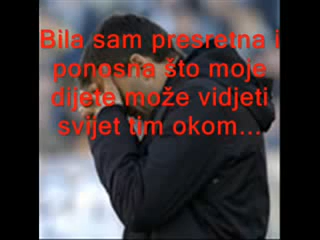 Bila sam presretna i
ponosna što moje
dijete može vidjeti
svijet tim okom...